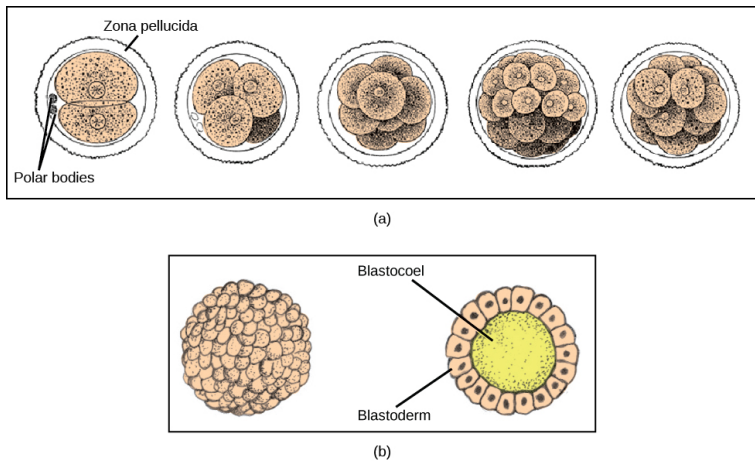 Zona pellucida
Polar bodies
(a)
Blastocoel
Blastoderm
(b)